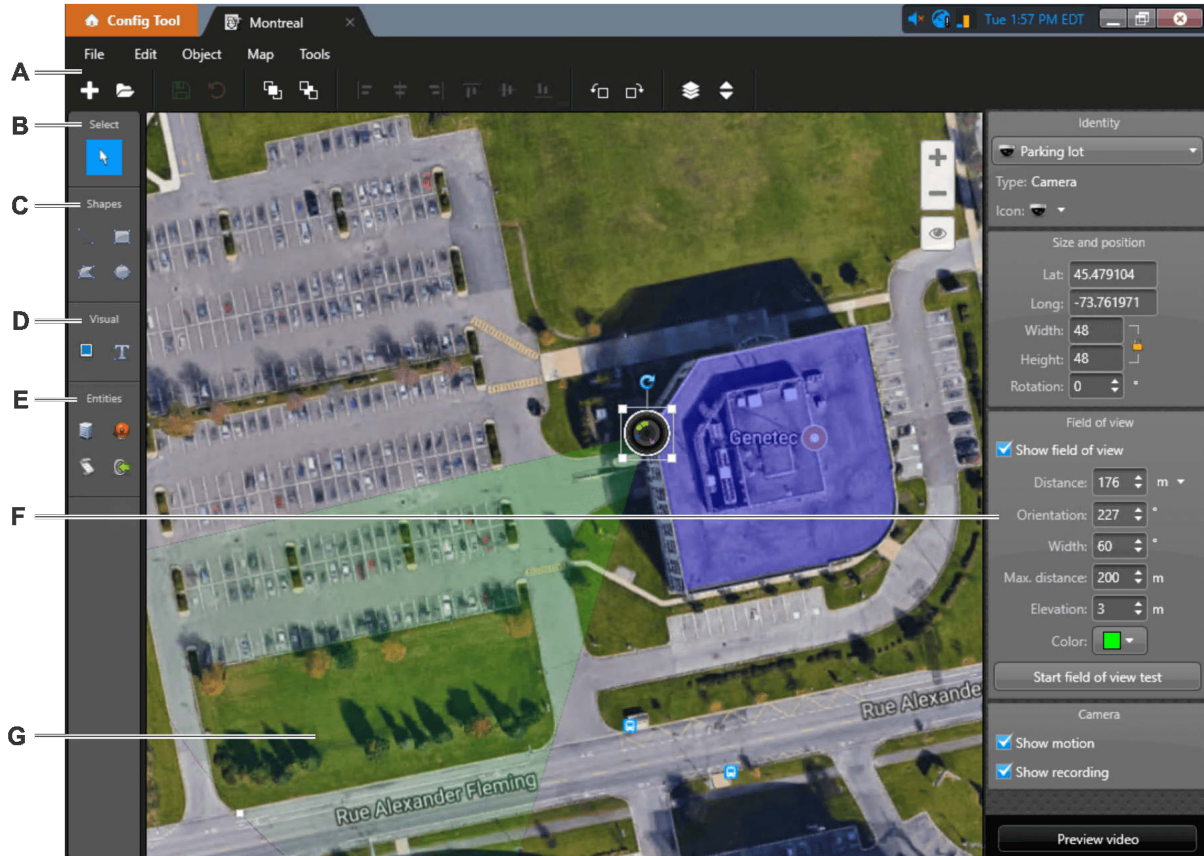 Config Tool
Montreal
Tue 1:57 PM EDT
File Edit Object Map Tools
A
B
Select
C
Shapes
D
Visual
T
E
Entities
F
G
Genetec
Rue Alexander Fleming
Rue Alexande
Identity
Parking lot
Type: Camera
Icon:
Size and position
Lat: 45.479104
Long: -73.761971
Width: 48
Height: 48
Rotation: 0 °
Field of view
Show field of view
Distance: 176 m
Orientation: 227 °
Width: 60 °
Max. distance: 200 m
Elevation: 3 m
Color:
Start field of view test
Camera
Show motion
Show recording
Preview video